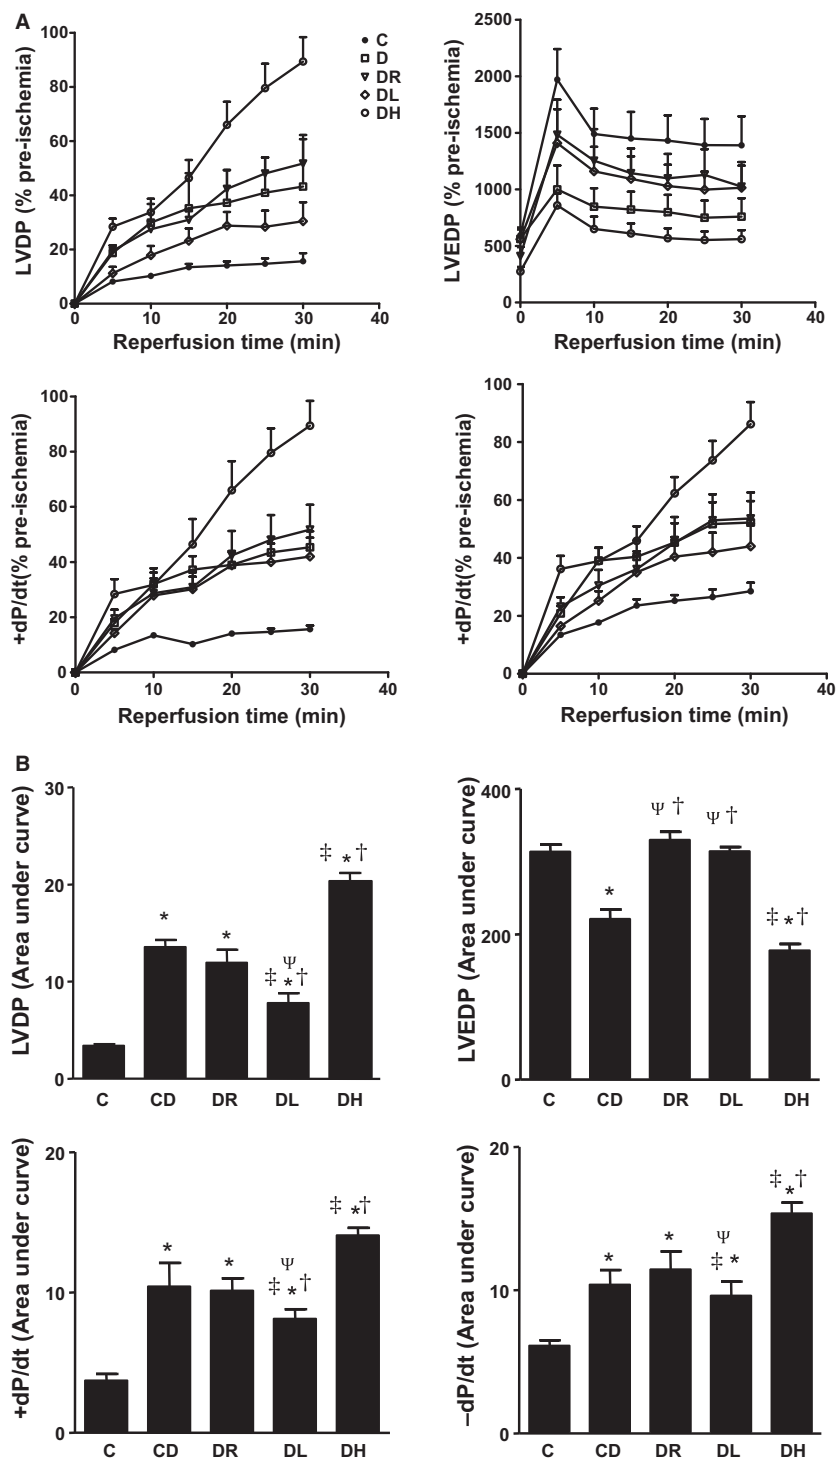 A
LVDP (% pre-ischemia)
100
80
60
40
20
0
0 10 20 30 40
Reperfusion time (min)
C
D
DR
DL
DH
LVEDP (% pre-ischemia)
2500
2000
1500
1000
500
0
0 10 20 30 40
Reperfusion time (min)
+dP/dt(% pre-ischemia)
100
80
60
40
20
0
0 10 20 30 40
Reperfusion time (min)
+dP/dt(% pre-ischemia)
100
80
60
40
20
0
0 10 20 30 40
Reperfusion time (min)
B
LVDP (Area under curve)
30
20
10
0
* * Ψ ‡ * † ‡ * †
C CD DR DL DH
LVEDP (Area under curve)
400
200
0
* Ψ † Ψ † ‡ * †
C CD DR DL DH
+dP/dt (Area under curve)
20
10
0
* * Ψ ‡ * † ‡ * †
C CD DR DL DH
–dP/dt (Area under curve)
20
10
0
* * Ψ ‡ * ‡ * †
C CD DR DL DH